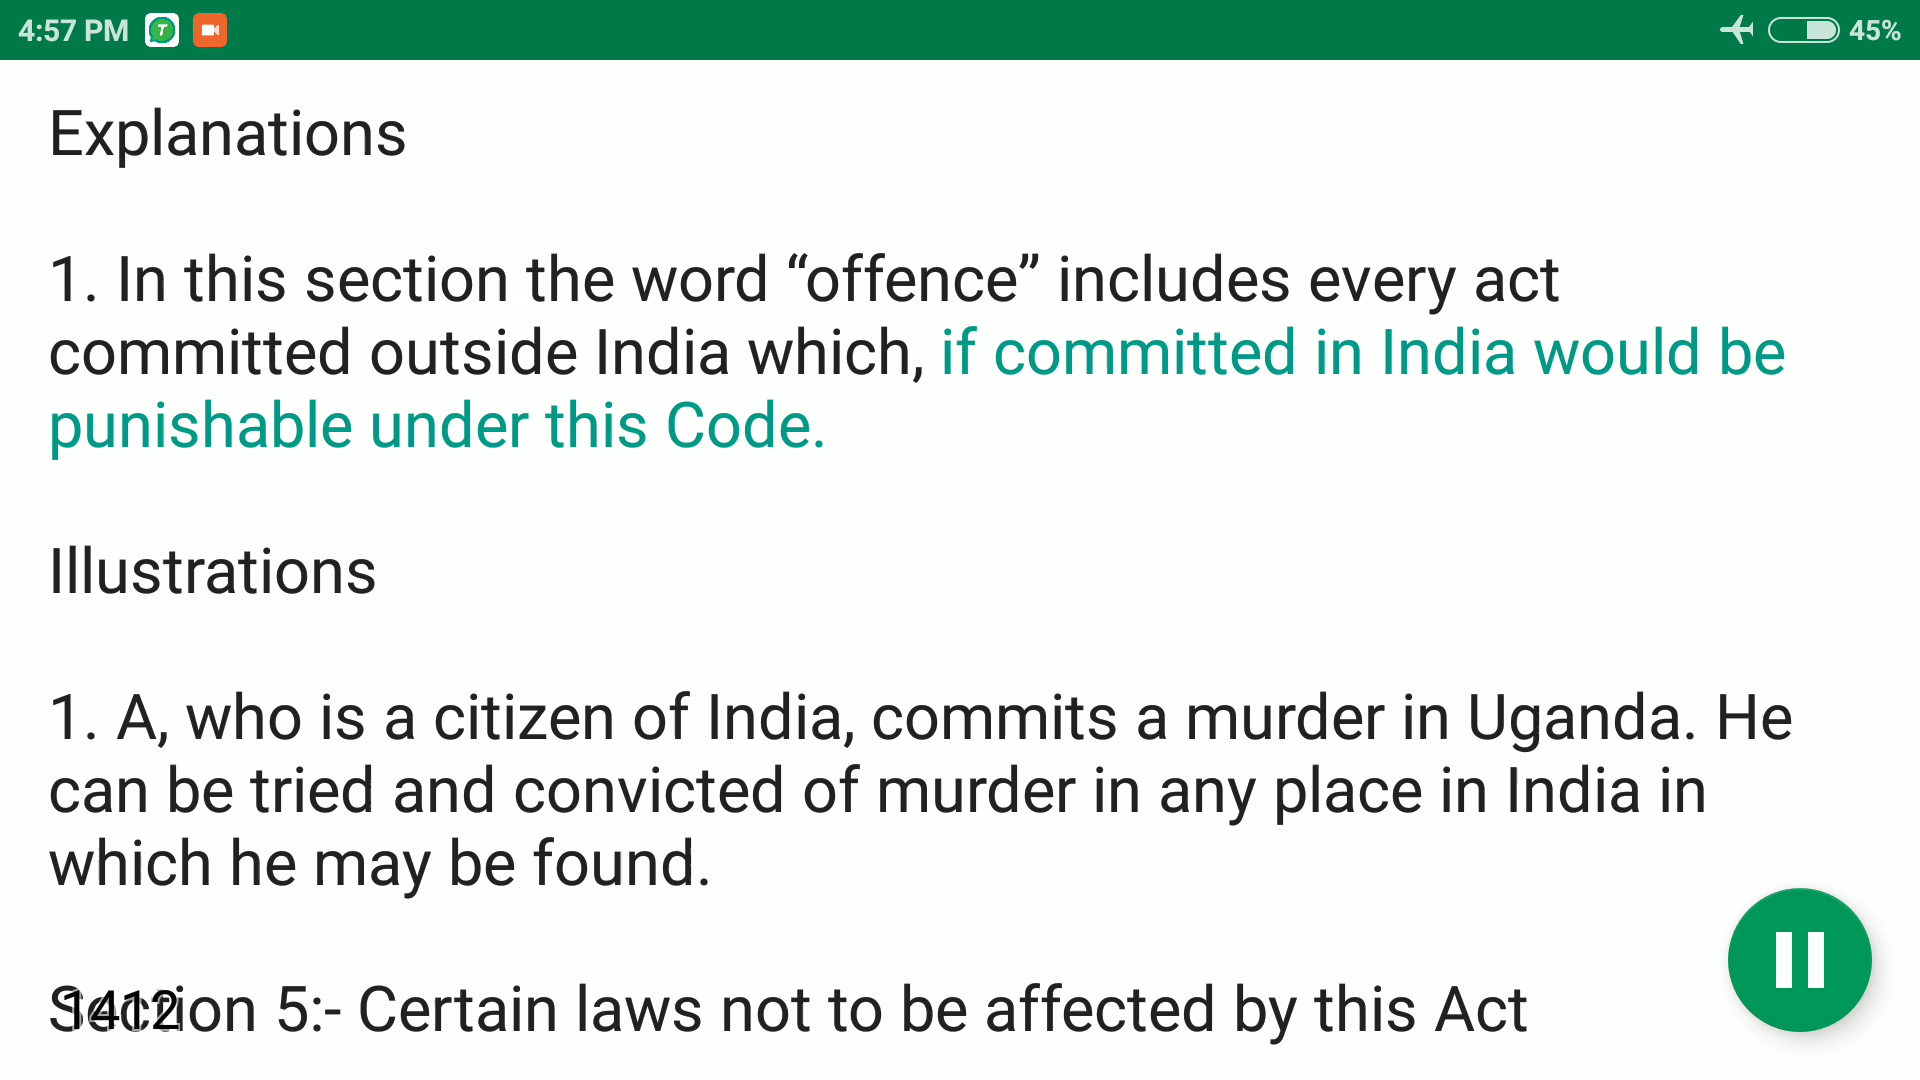 4:57 PM
45%
Explanations
1. In this section the word “offence” includes every act
committed outside India which, if committed in India would be
punishable under this Code.
Illustrations
1. A, who is a citizen of India, commits a murder in Uganda. He
can be tried and convicted of murder in any place in India in
which he may be found.
Section 5:- Certain laws not to be affected by this Act
1412